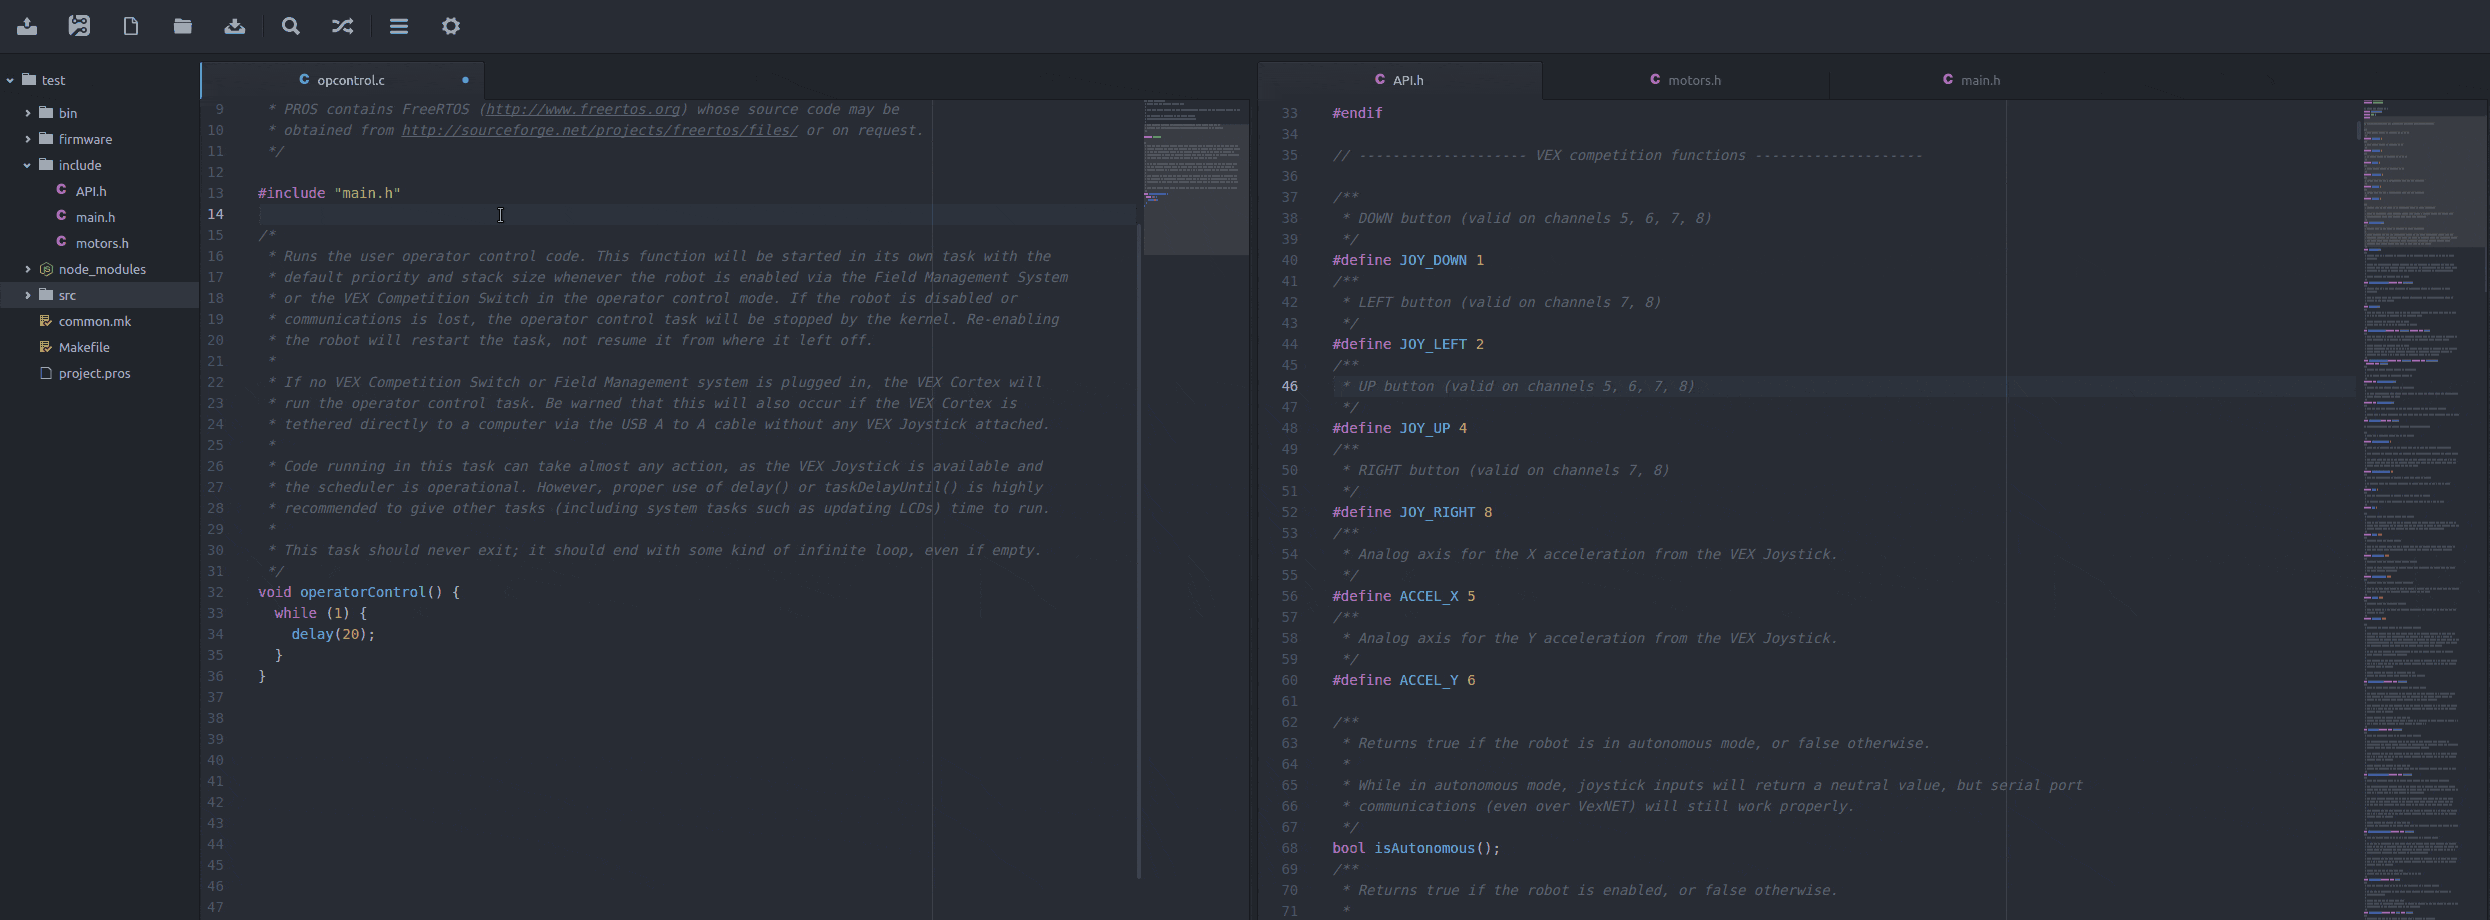 test
bin
firmware
include
API.h
main.h
motors.h
node_modules
src
common.mk
Makefile
project.pros
opcontrol.c
9 * PROS contains FreeRTOS (http://www.freertos.org) whose source code may be
10 * obtained from http://sourceforge.net/projects/freertos/files/ or on request.
11 */
12
13 #include "main.h"
14
15 /*
16 * Runs the user operator control code. This function will be started in its own task with the
17 * default priority and stack size whenever the robot is enabled via the Field Management System
18 * or the VEX Competition Switch in the operator control mode. If the robot is disabled or
19 * communications is lost, the operator control task will be stopped by the kernel. Re-enabling
20 * the robot will restart the task, not resume it from where it left off.
21 *
22 * If no VEX Competition Switch or Field Management system is plugged in, the VEX Cortex will
23 * run the operator control task. Be warned that this will also occur if the VEX Cortex is
24 * tethered directly to a computer via the USB A to A cable without any VEX Joystick attached.
25 *
26 * Code running in this task can take almost any action, as the VEX Joystick is available and
27 * the scheduler is operational. However, proper use of delay() or taskDelayUntil() is highly
28 * recommended to give other tasks (including system tasks such as updating LCDs) time to run.
29 *
30 * This task should never exit; it should end with some kind of infinite loop, even if empty.
31 */
32 void operatorControl() {
33 while (1) {
34 delay(20);
35 }
36 }
37
38
39
40
41
42
43
44
45
46
47
API.h motors.h main.h
33 #endif
34
35 // -------------------- VEX competition functions --------------------
36
37 /**
38 * DOWN button (valid on channels 5, 6, 7, 8)
39 */
40 #define JOY_DOWN 1
41 /**
42 * LEFT button (valid on channels 7, 8)
43 */
44 #define JOY_LEFT 2
45 /**
46 * UP button (valid on channels 5, 6, 7, 8)
47 */
48 #define JOY_UP 4
49 /**
50 * RIGHT button (valid on channels 7, 8)
51 */
52 #define JOY_RIGHT 8
53 /**
54 * Analog axis for the X acceleration from the VEX Joystick.
55 */
56 #define ACCEL_X 5
57 /**
58 * Analog axis for the Y acceleration from the VEX Joystick.
59 */
60 #define ACCEL_Y 6
61
62 /**
63 * Returns true if the robot is in autonomous mode, or false otherwise.
64 *
65 * While in autonomous mode, joystick inputs will return a neutral value, but serial port
66 * communications (even over VexNET) will still work properly.
67 */
68 bool isAutonomous();
69 /**
70 * Returns true if the robot is enabled, or false otherwise.
71 *